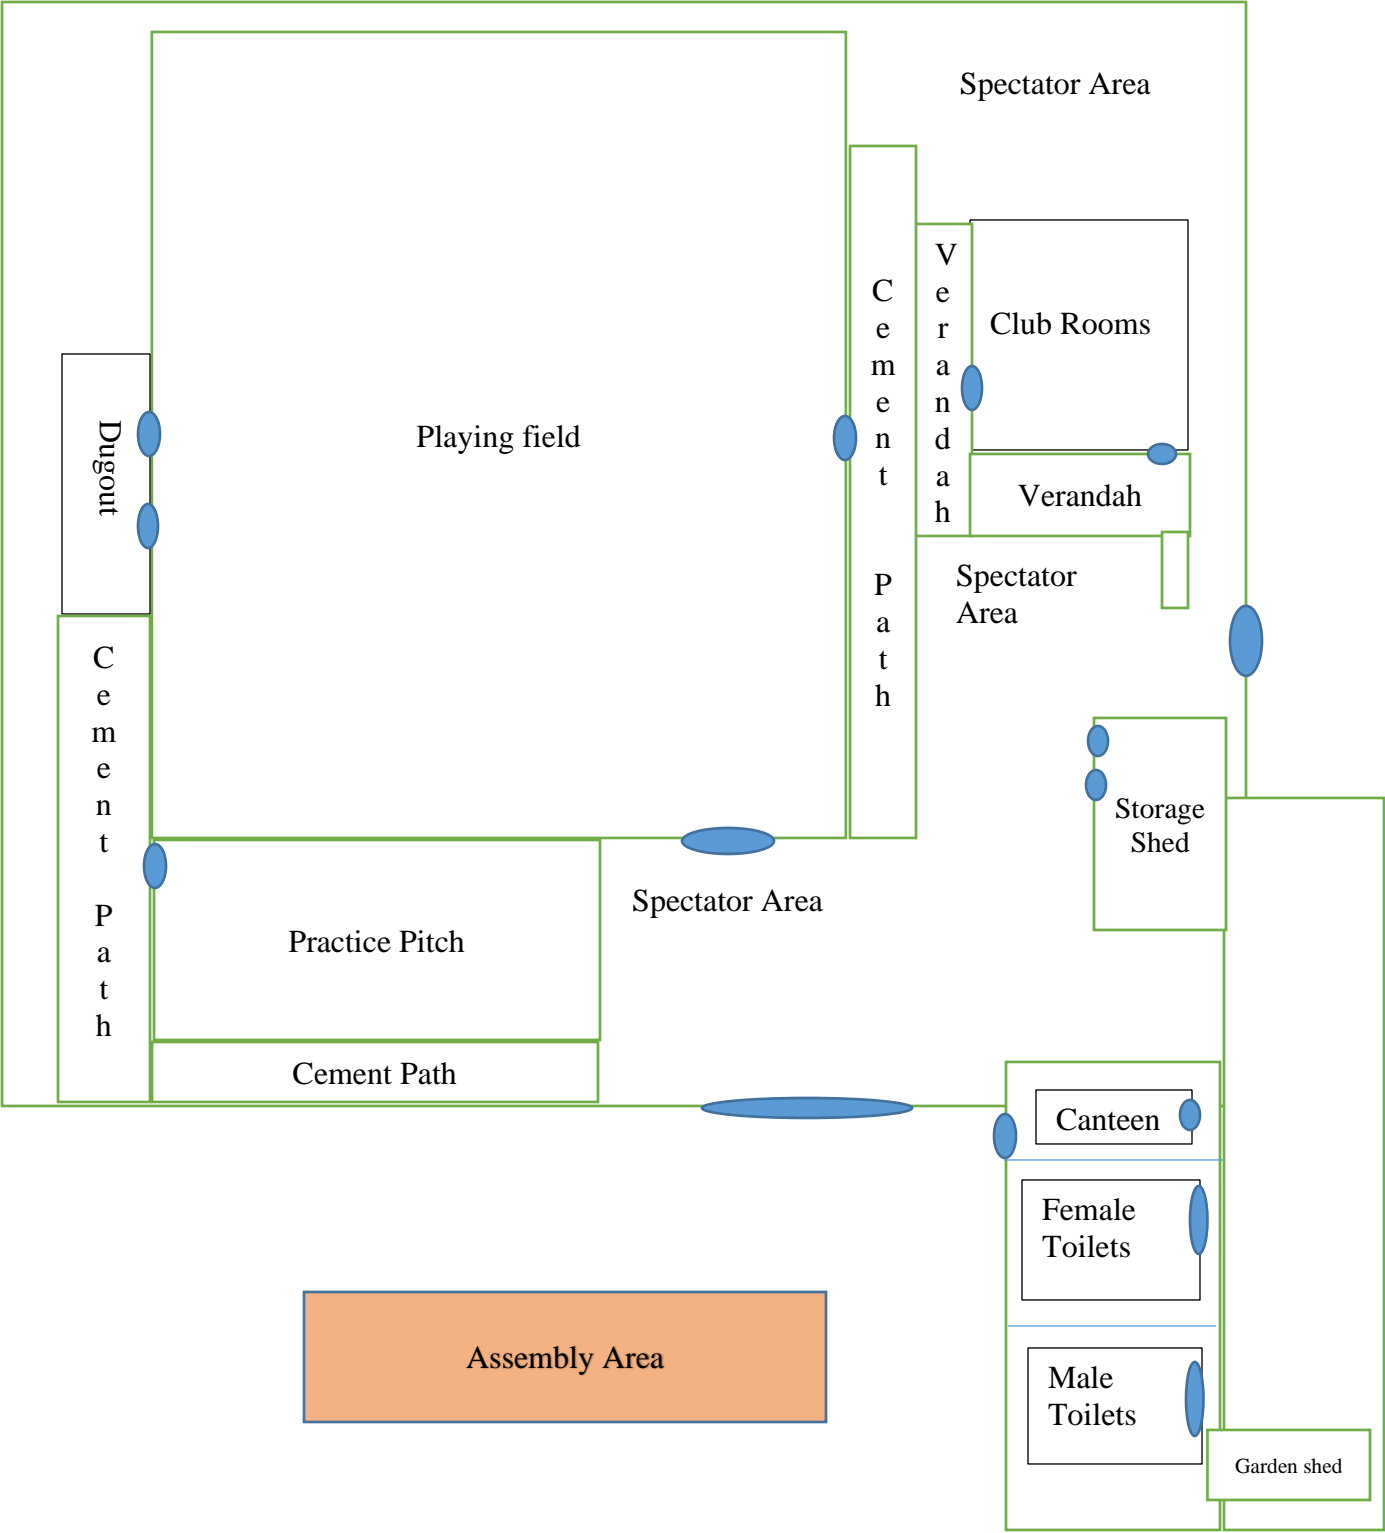 Spectator Area
Verandah
Cement Path
Club Rooms
Dugout
Playing field
Verandah
Spectator
Area
Cement Path
Storage
Shed
Spectator Area
Practice Pitch
Cement Path
Canteen
Female
Toilets
Assembly Area
Male
Toilets
Garden shed